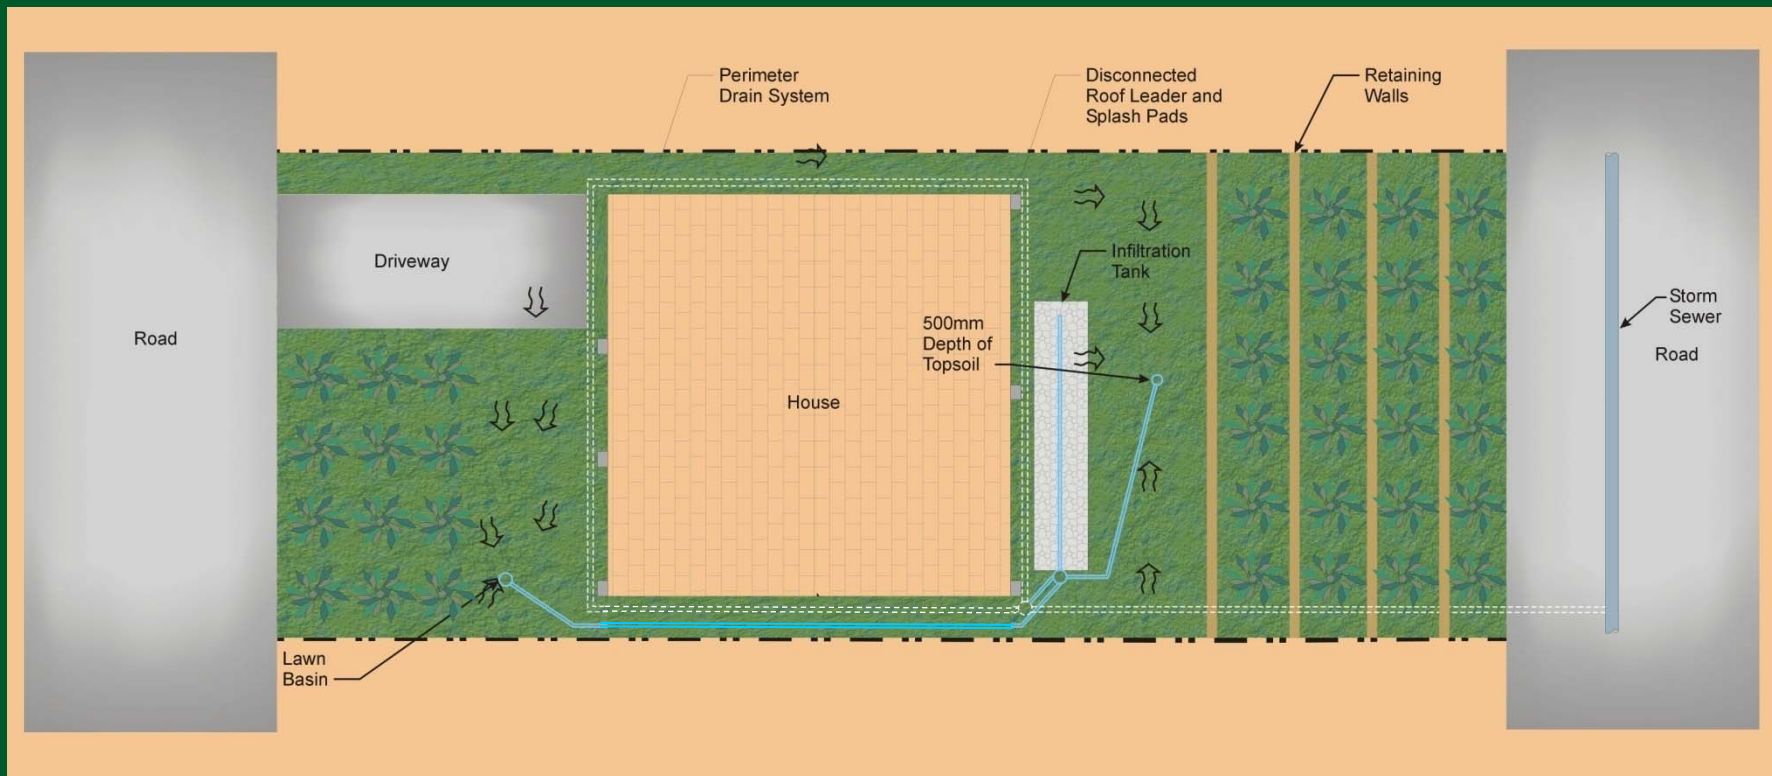 Perimeter
Drain System
Disconnected
Roof Leader and
Splash Pads
Retaining
Walls
Driveway
Infiltration
Tank
Road
500mm
Depth of
Topsoil
Storm
Sewer
Road
House
Lawn
Basin